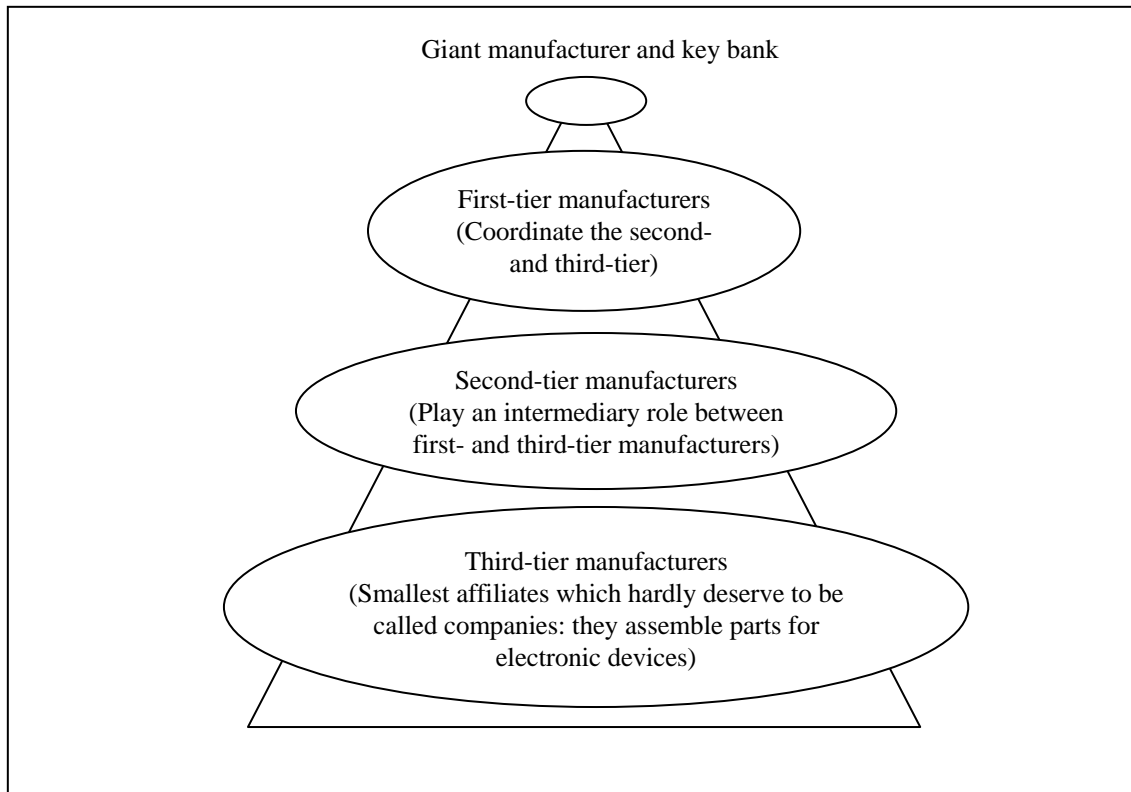 Giant manufacturer and key bank
First-tier manufacturers
(Coordinate the second-
and third-tier)
Second-tier manufacturers
(Play an intermediary role between
first- and third-tier manufacturers)
Third-tier manufacturers
(Smallest affiliates which hardly deserve to be
called companies: they assemble parts for
electronic devices)